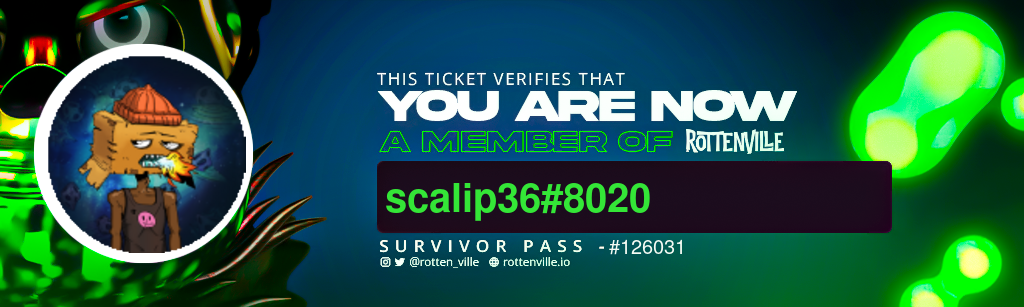 THIS TICKET VERIFIES THAT
YOU ARE NOW
A MEMBER OF ROTTENVILLE
scalip36#8020
SURVIVOR PASS - #126031
@rotten_ville rottenville.io